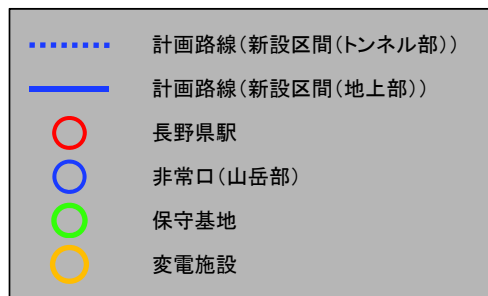 計画路線(新設区間(トンネル部))
計画路線(新設区間(地上部))
長野県駅
非常口(山岳部)
保守基地
変電施設